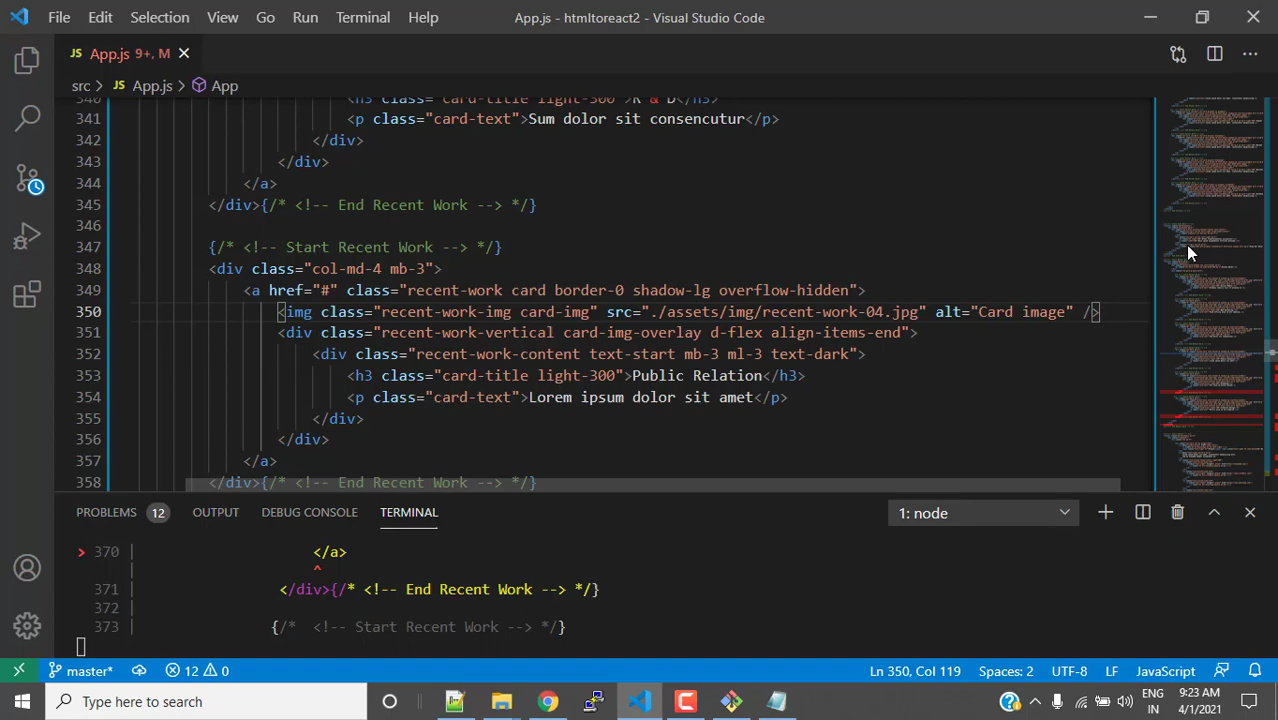 File Edit Selection View Go Run Terminal Help App.js - htmltoreact2 - Visual Studio Code
JS App.js 9+, M
src > JS App.js > App
340 <h3 class="card-title light-300">R & D</h3>
341 <p class="card-text">Sum dolor sit consencutur</p>
342 </div>
343 </div>
344 </a>
345 </div>{/* <!-- End Recent Work --> */}
346
347 {/* <!-- Start Recent Work --> */}
348 <div class="col-md-4 mb-3">
349 <a href="#" class="recent-work card border-0 shadow-lg overflow-hidden">
350 <img class="recent-work-img card-img" src="./assets/img/recent-work-04.jpg" alt="Card image" />
351 <div class="recent-work-vertical card-img-overlay d-flex align-items-end">
352 <div class="recent-work-content text-start mb-3 ml-3 text-dark">
353 <h3 class="card-title light-300">Public Relation</h3>
354 <p class="card-text">Lorem ipsum dolor sit amet</p>
355 </div>
356 </div>
357 </a>
358 </div>{/* <!-- End Recent Work --> */}
PROBLEMS 12 OUTPUT DEBUG CONSOLE TERMINAL 1: node
> 370 | </a>
| ^
371 | </div>{/* <!-- End Recent Work --> */}
372 |
373 | {/* <!-- Start Recent Work --> */}
master* 12 0 Ln 350, Col 119 Spaces: 2 UTF-8 LF JavaScript
Type here to search ENG 9:23 AM
IN 4/1/2021